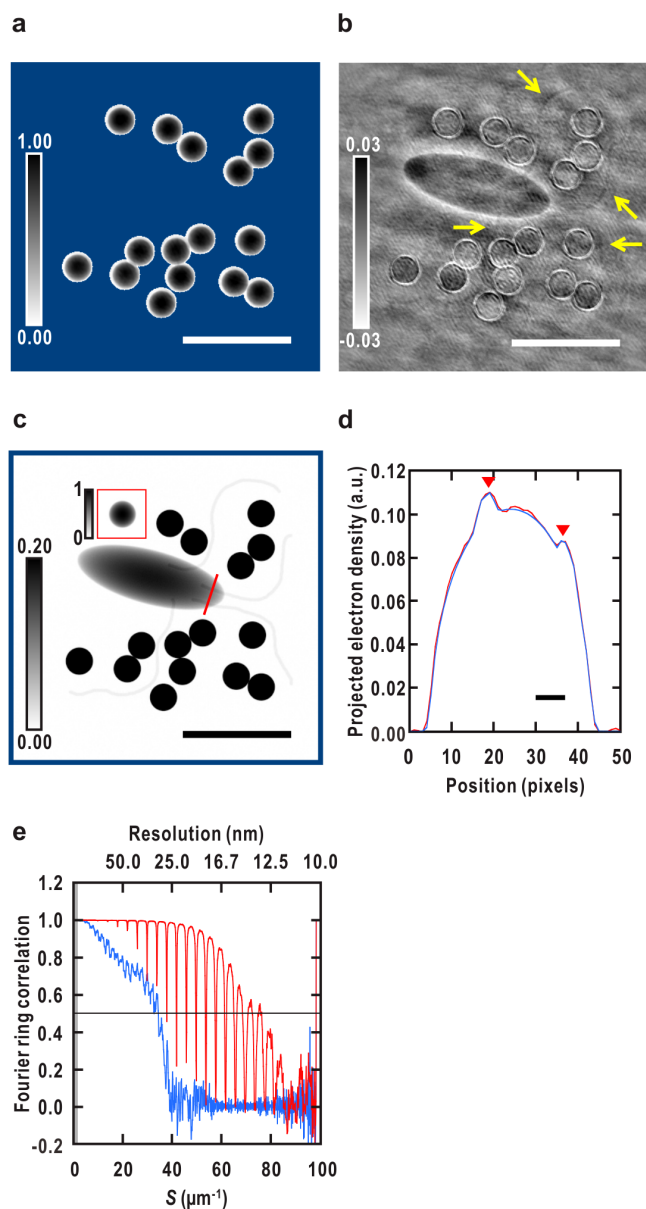 a
1.00
0.00
b
0.03
-0.03
c
1
0
0.20
0.00
d
Projected electron density (a.u.)
0.12
0.10
0.08
0.06
0.04
0.02
0.00
0 10 20 30 40 50
Position (pixels)
e
Resolution (nm)
50.0 25.0 16.7 12.5 10.0
Fourier ring correlation
1.2
1.0
0.8
0.6
0.4
0.2
0.0
-0.2
0 20 40 60 80 100
S (μm⁻¹)